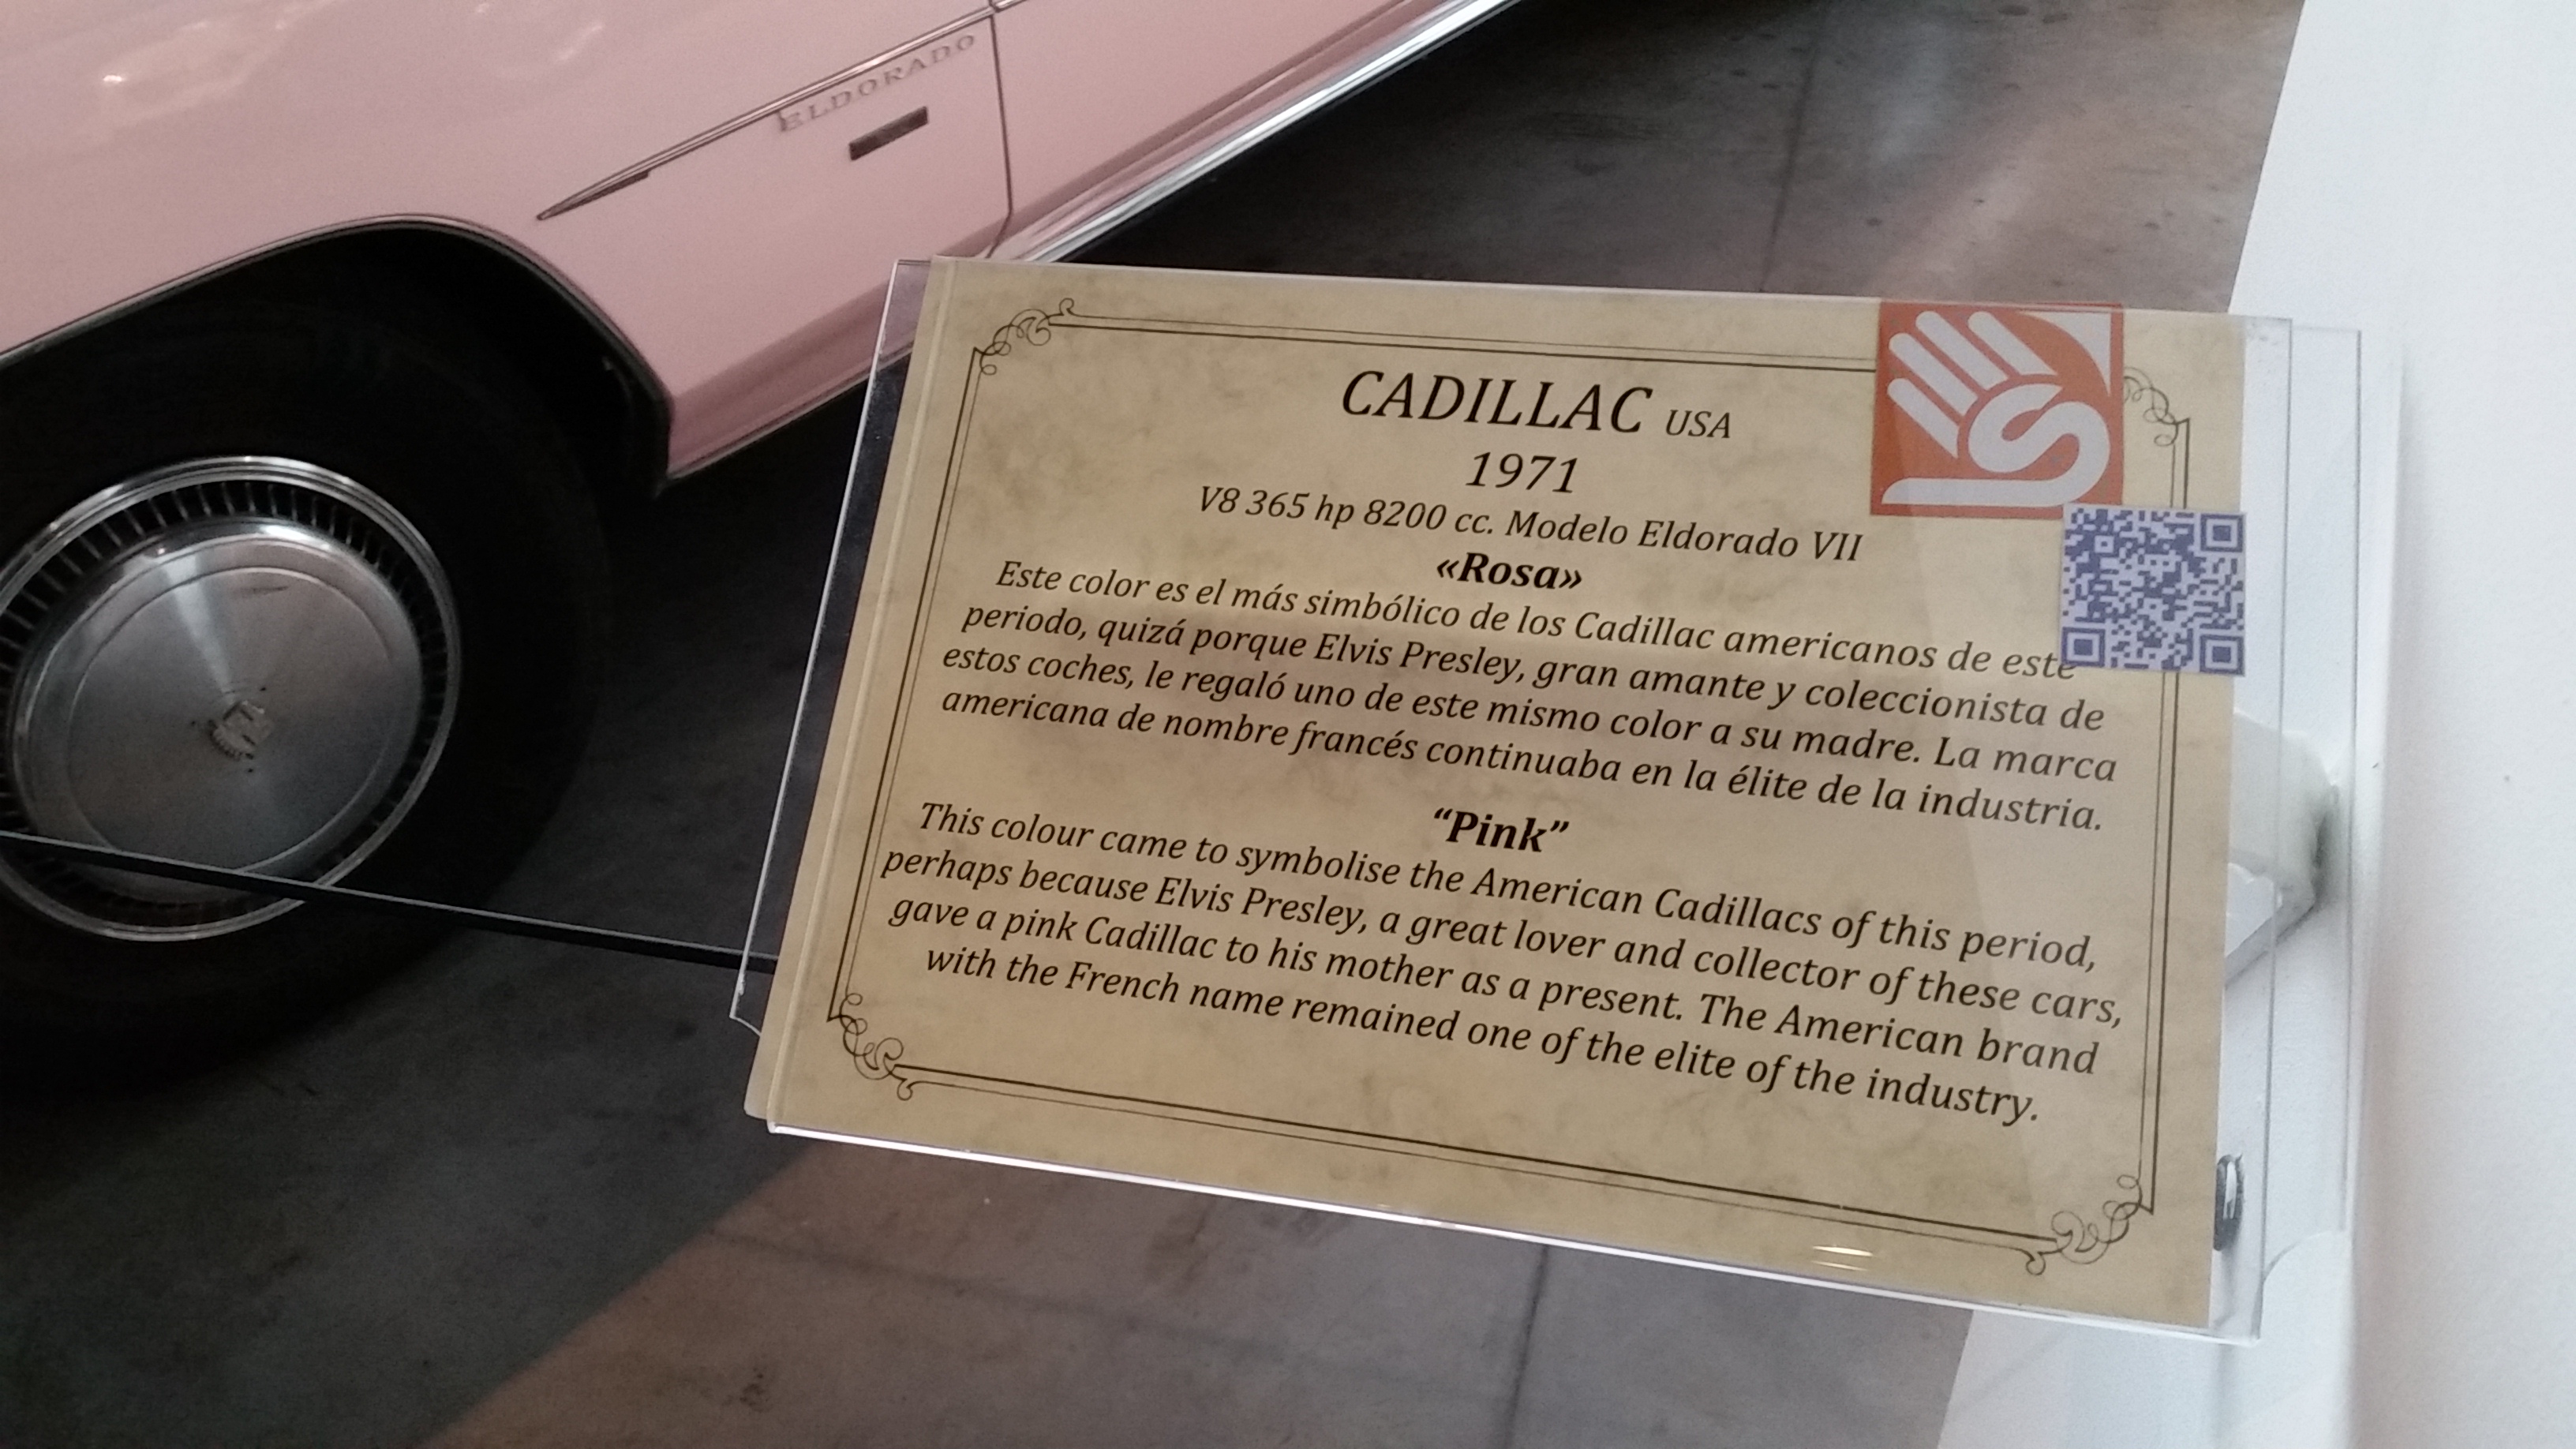 ELDORADO
CADILLAC USA
1971
V8 365 hp 8200 cc. Modelo Eldorado VII
«Rosa»
Este color es el más simbólico de los Cadillac americanos de este
periodo, quizá porque Elvis Presley, gran amante y coleccionista de
estos coches, le regaló uno de este mismo color a su madre. La marca
americana de nombre francés continuaba en la élite de la industria.
“Pink”
This colour came to symbolise the American Cadillacs of this period,
perhaps because Elvis Presley, a great lover and collector of these cars,
gave a pink Cadillac to his mother as a present. The American brand
with the French name remained one of the elite of the industry.